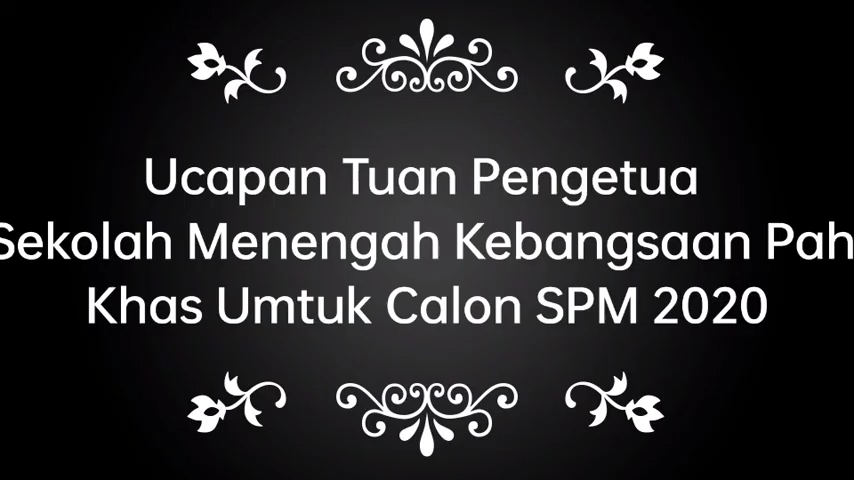 Ucapan Tuan Pengetua
Sekolah Menengah Kebangsaan Pah
Khas Umtuk Calon SPM 2020